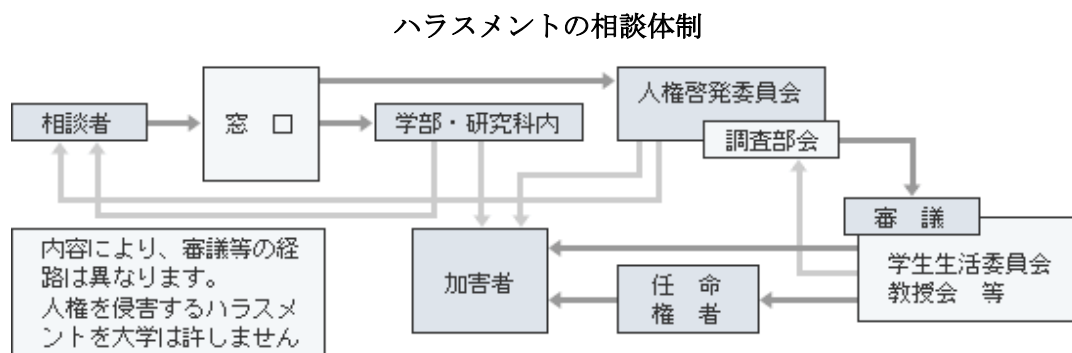 ハラスメントの相談体制
相談者
窓　口
学部・研究科内
人権啓発委員会
調査部会
審　議
学生生活委員会
教授会　等
加害者
任　命
権　者
内容により、審議等の経
路は異なります。
人権を侵害するハラスメ
ントを大学は許しません